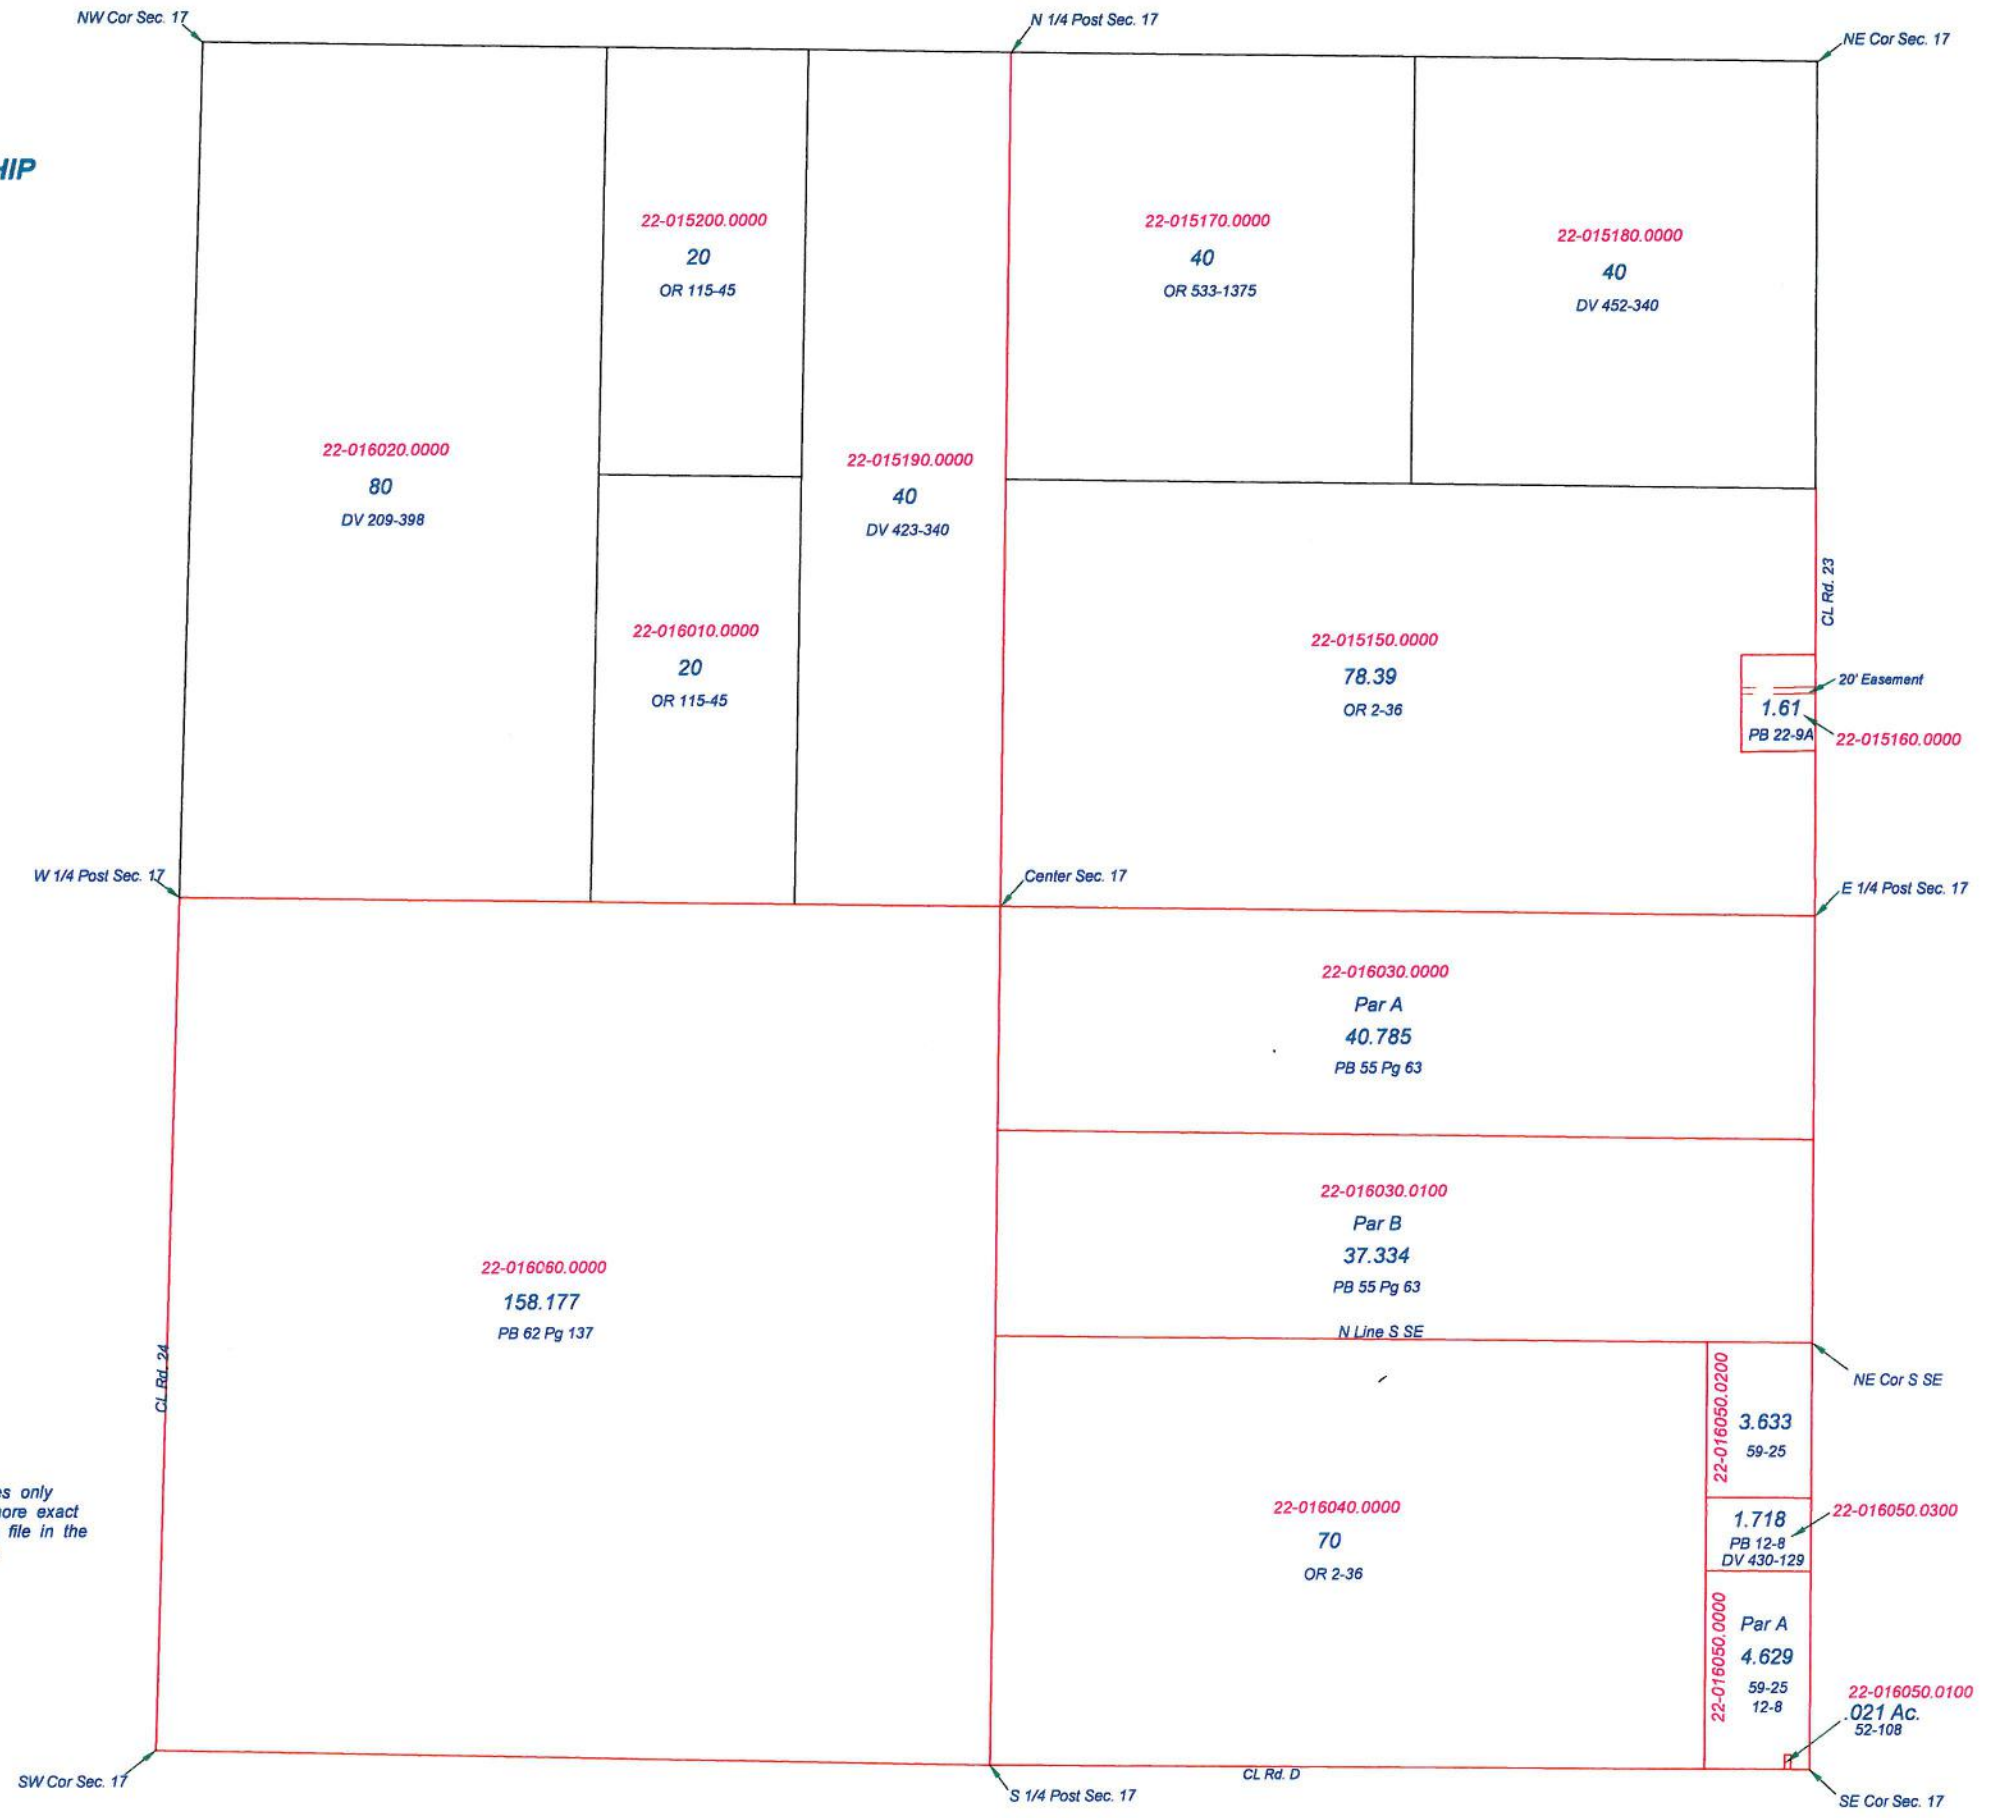 NW Cor Sec. 17
N 1/4 Post Sec. 17
NE Cor Sec. 17
22-015200.0000
20
OR 115-45
22-015170.0000
40
OR 533-1375
22-015180.0000
40
DV 452-340
22-016020.0000
80
DV 209-398
22-015190.0000
40
DV 423-340
22-016010.0000
20
OR 115-45
22-015150.0000
78.39
OR 2-36
CL Rd. 23
20' Easement
1.61
PB 22-9A
22-015160.0000
W 1/4 Post Sec. 17
Center Sec. 17
E 1/4 Post Sec. 17
22-016030.0000
Par A
40.785
PB 55 Pg 63
22-016030.0100
Par B
37.334
PB 55 Pg 63
N Line S SE
22-016060.0000
158.177
PB 62 Pg 137
CL Rd. 24
NE Cor S SE
22-016050.0200
3.633
59-25
only
exact
file in the
22-016040.0000
70
OR 2-36
1.718
PB 12-8
DV 430-129
22-016050.0300
22-016050.0000
Par A
4.629
59-25
12-8
22-016050.0100
.021 Ac.
52-108
SW Cor Sec. 17
S 1/4 Post Sec. 17
CL Rd. D
SE Cor Sec. 17